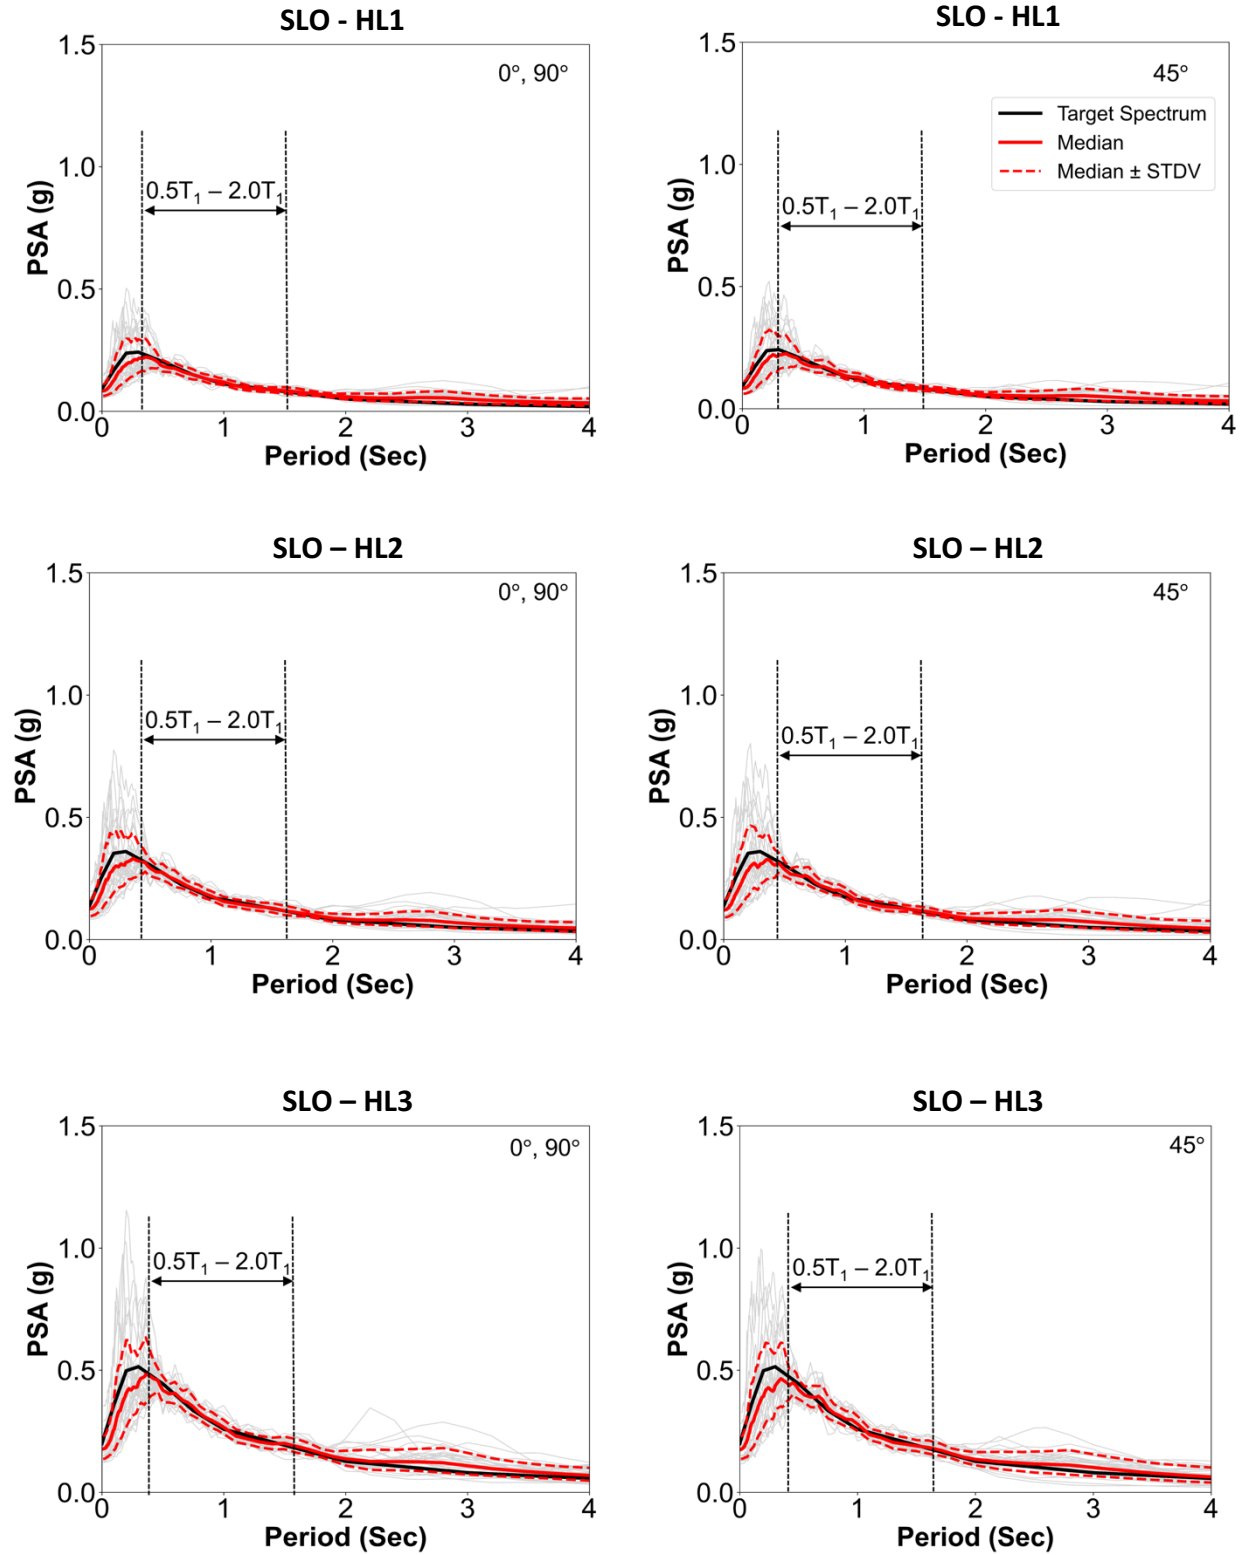 SLO - HL1
1.5
0°, 90°
1.0
0.5T1 – 2.0T1
PSA (g)
0.5
0.0
0 1 2 3 4
Period (Sec)
SLO - HL1
1.5
45°
Target Spectrum
Median
Median ± STDV
1.0
0.5T1 – 2.0T1
PSA (g)
0.5
0.0
0 1 2 3 4
Period (Sec)
SLO – HL2
1.5
0°, 90°
1.0
0.5T1 – 2.0T1
PSA (g)
0.5
0.0
0 1 2 3 4
Period (Sec)
SLO – HL2
1.5
45°
1.0
0.5T1 – 2.0T1
PSA (g)
0.5
0.0
0 1 2 3 4
Period (Sec)
SLO – HL3
1.5
0°, 90°
1.0
0.5T1 – 2.0T1
PSA (g)
0.5
0.0
0 1 2 3 4
Period (Sec)
SLO – HL3
1.5
45°
1.0
0.5T1 – 2.0T1
PSA (g)
0.5
0.0
0 1 2 3 4
Period (Sec)